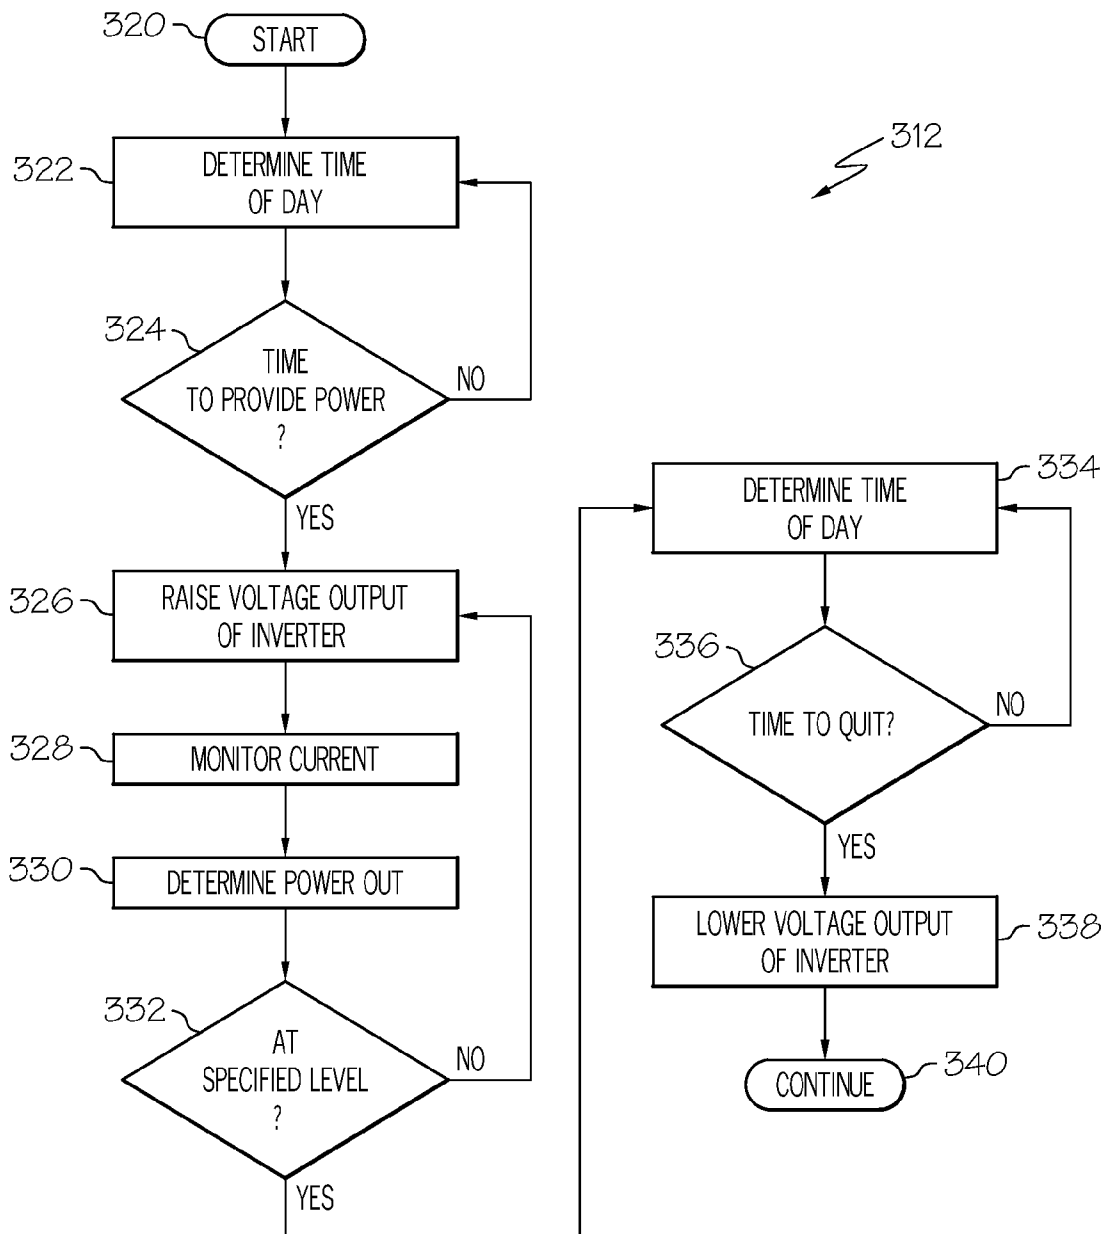 320
START
322
DETERMINE TIME
OF DAY
312
324
TIME
TO PROVIDE POWER
?
NO
YES
326
RAISE VOLTAGE OUTPUT
OF INVERTER
328
MONITOR CURRENT
330
DETERMINE POWER OUT
332
AT
SPECIFIED LEVEL
?
NO
YES
334
DETERMINE TIME
OF DAY
336
TIME TO QUIT?
NO
YES
338
LOWER VOLTAGE OUTPUT
OF INVERTER
CONTINUE
340